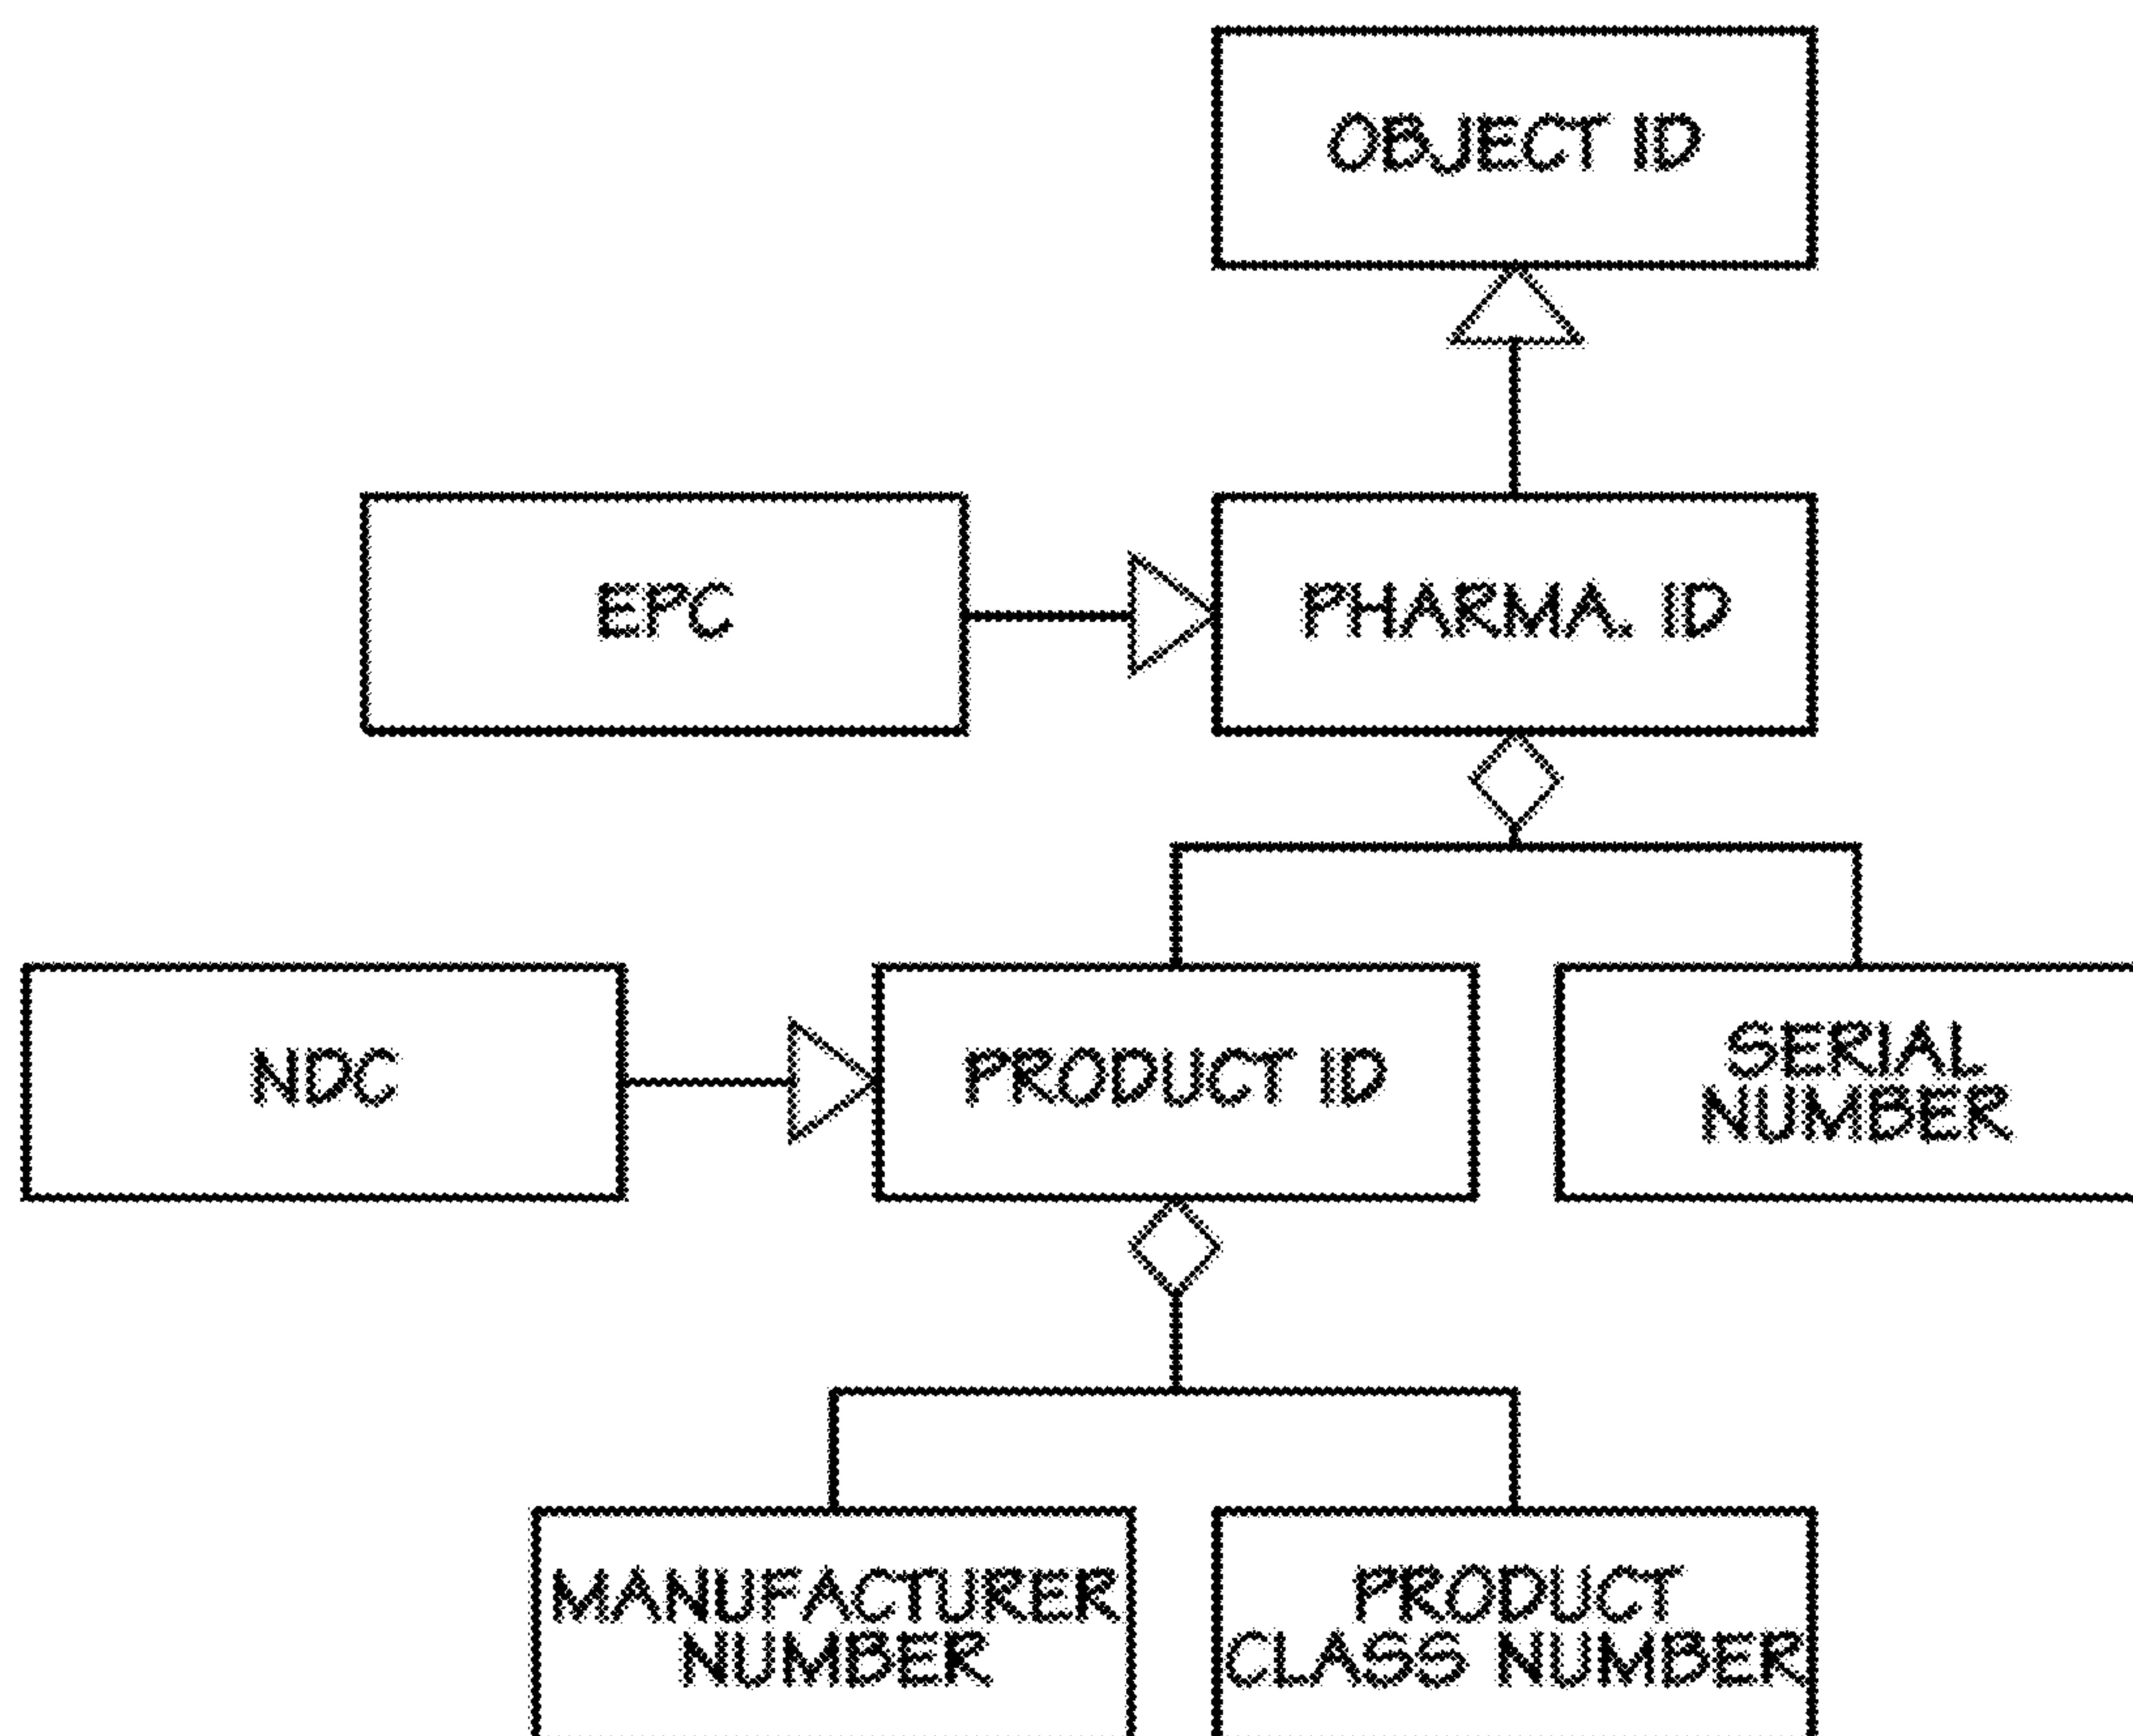 OBJECT ID
EPC
PHARMA. ID
NDC
PRODUCT ID
SERIAL
NUMBER
MANUFACTURER
NUMBER
PRODUCT
CLASS NUMBER